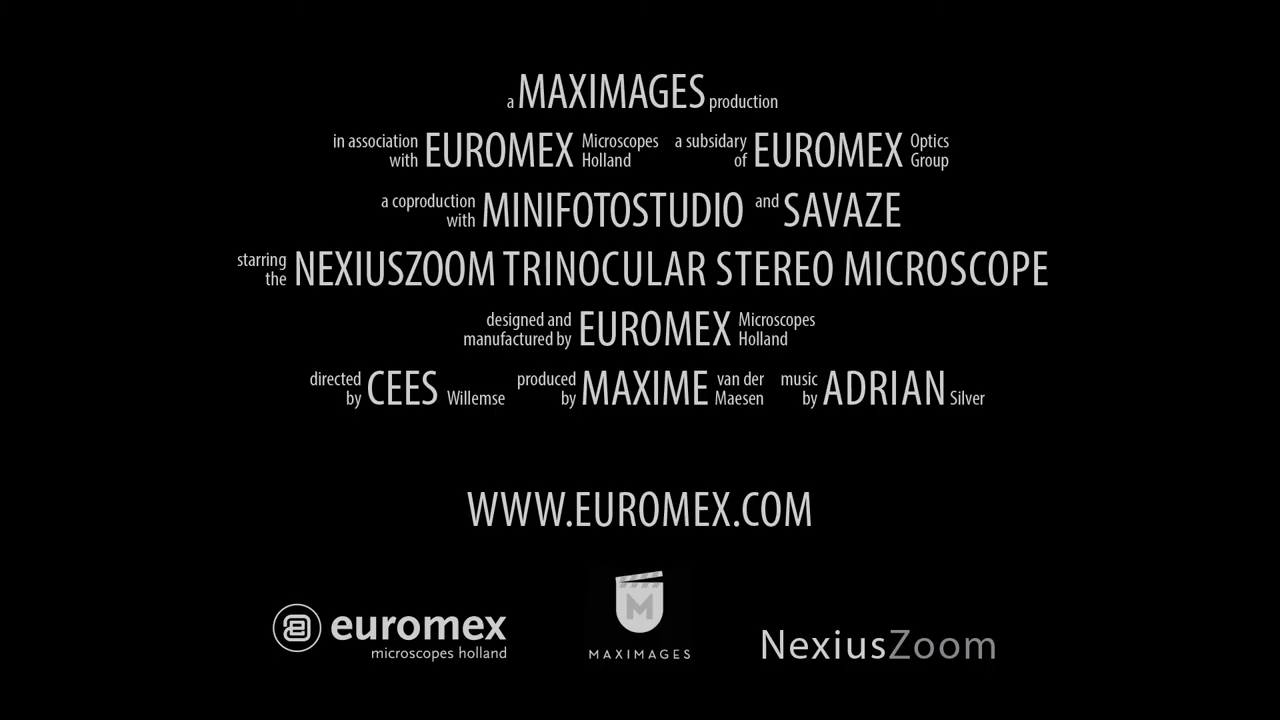 a MAXIMAGES production
in association with EUROMEX Microscopes Holland a subsidary of EUROMEX Optics Group
a coproduction with MINIFOTOSTUDIO and SAVAZE
starring the NEXIUSZOOM TRINOCULAR STEREO MICROSCOPE
designed and manufactured by EUROMEX Microscopes Holland
directed by CEES Willemse produced by MAXIME van der Maesen music by ADRIAN Silver
WWW.EUROMEX.COM
euromex
microscopes holland
M
MAXIMAGES
NexiusZoom